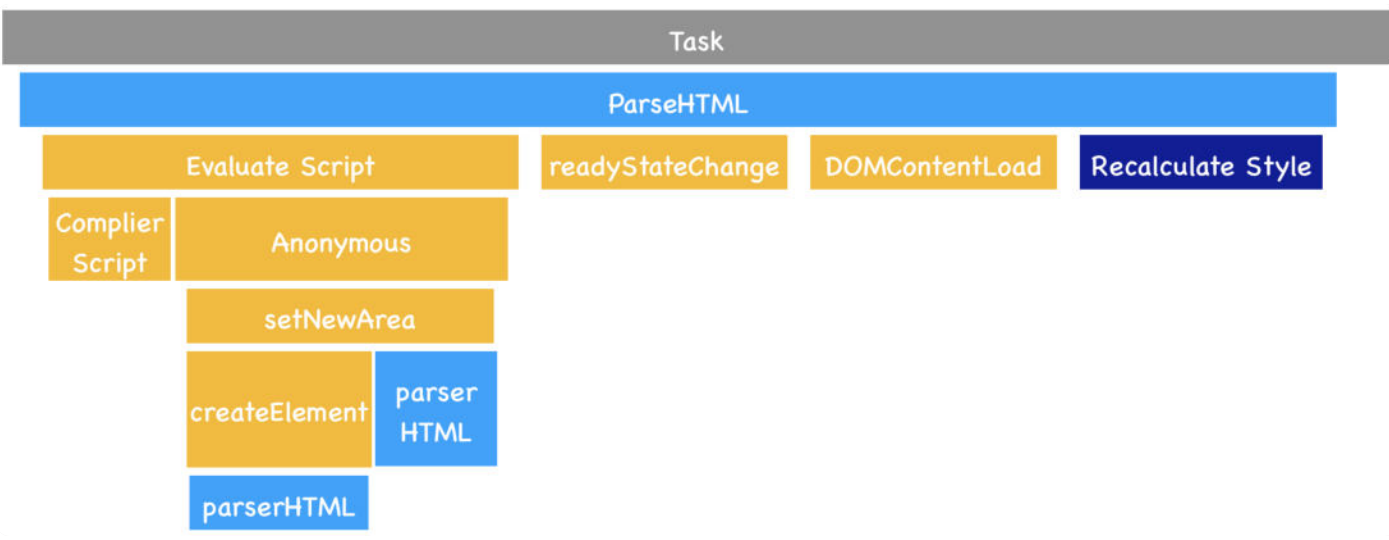 Task
ParseHTML
Evaluate Script
readyStateChange
DOMContentLoad
Recalculate Style
Complier
Script
Anonymous
setNewArea
createElement
parser
HTML
parserHTML